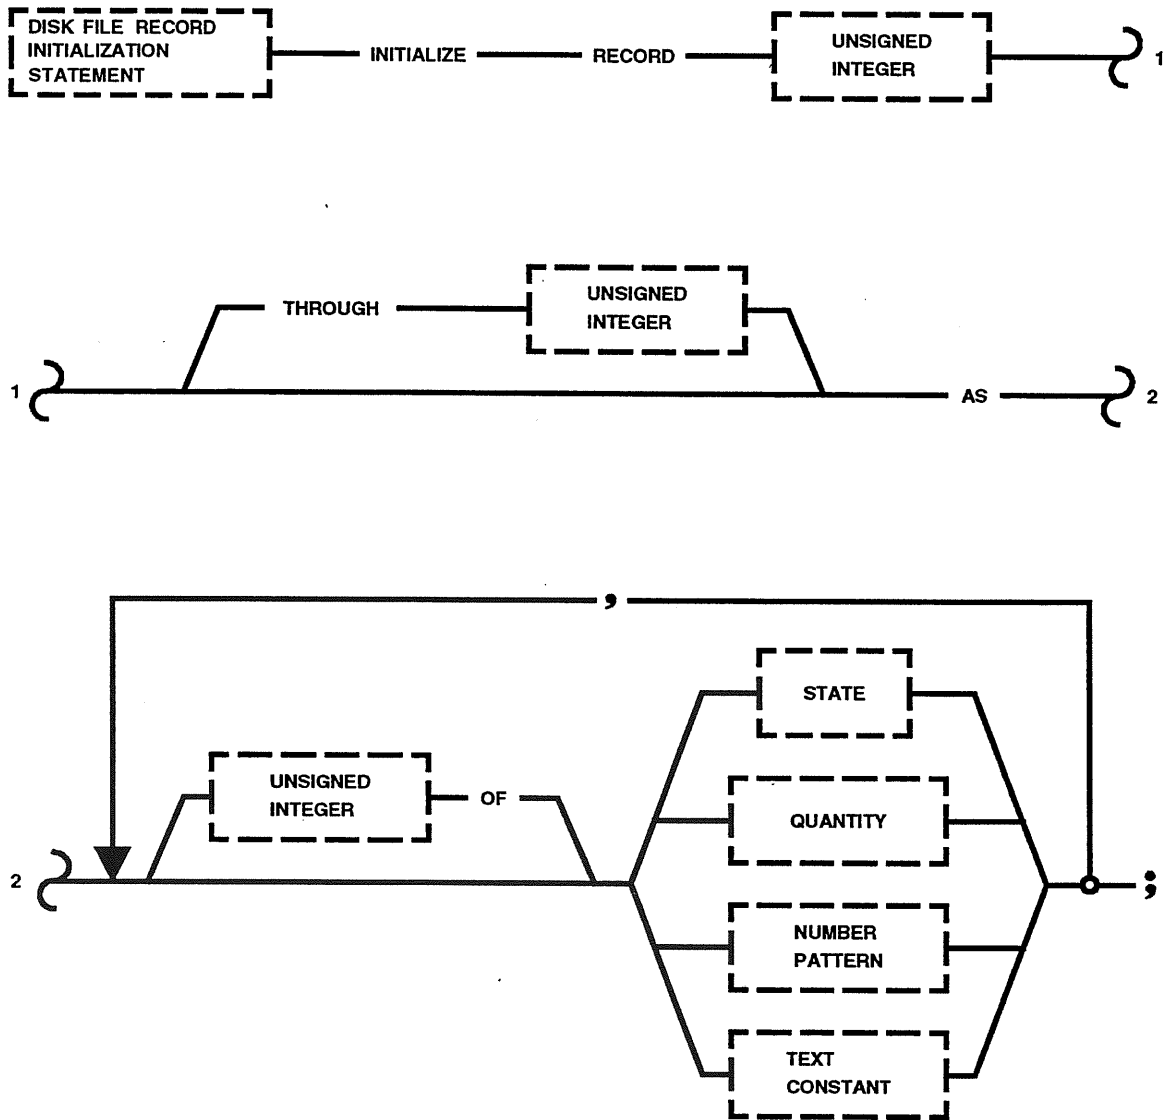 DISK FILE RECORD
INITIALIZATION
STATEMENT
INITIALIZE
RECORD
UNSIGNED
INTEGER
1
THROUGH
UNSIGNED
INTEGER
1
AS
2
,
STATE
UNSIGNED
INTEGER
OF
QUANTITY
2
;
NUMBER
PATTERN
TEXT
CONSTANT